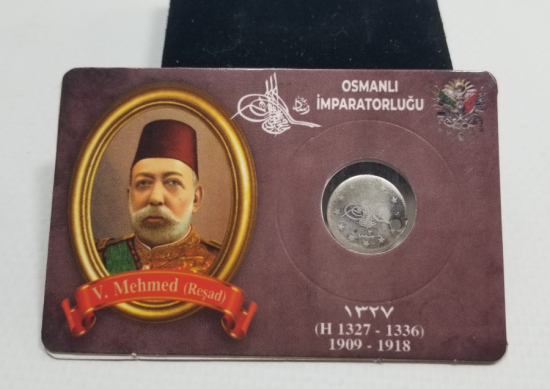 OSMANLI
İMPARATORLUĞU
V. Mehmed (Reşad)
١٣٢٧
(H 1327 - 1336)
1909 - 1918